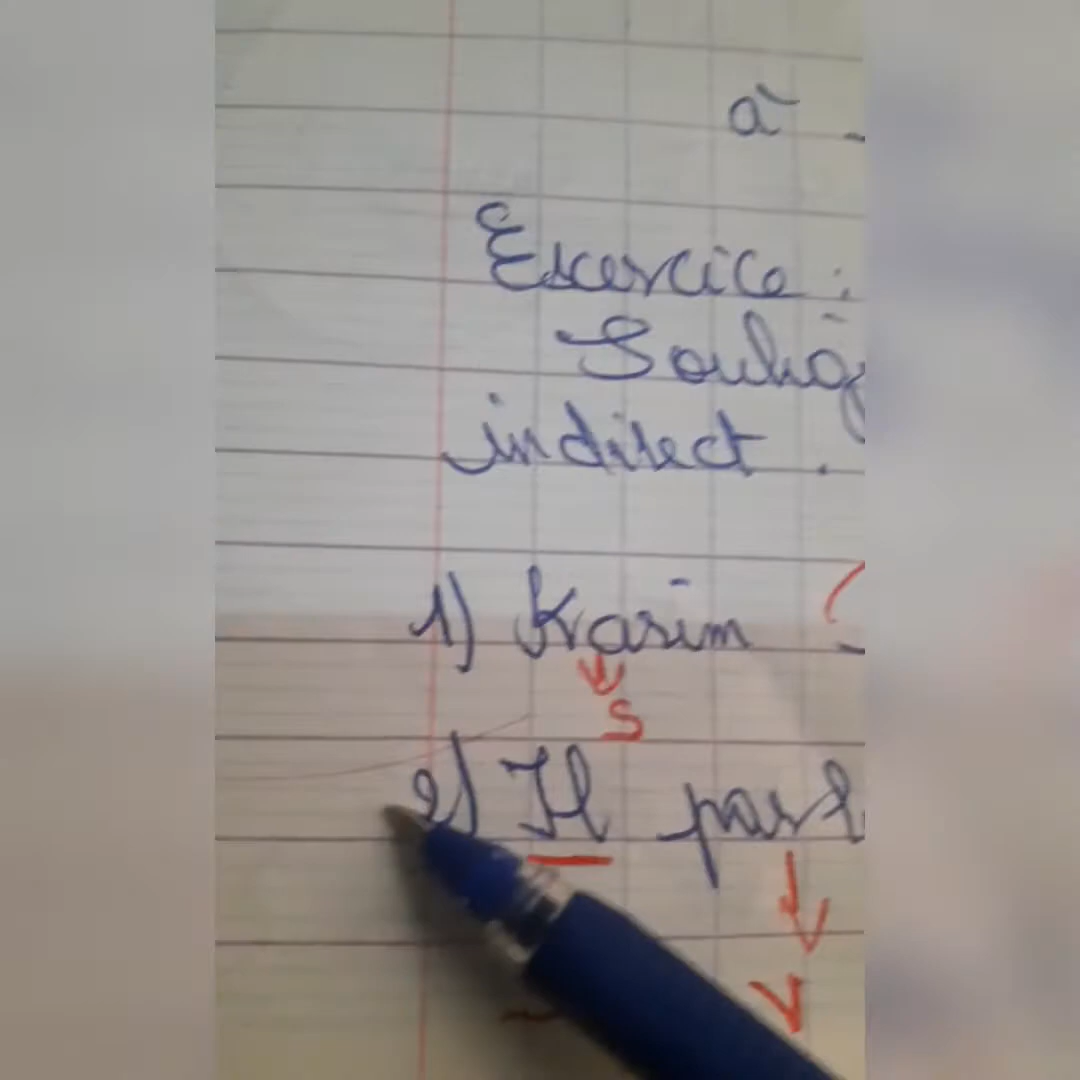 à -
Exercice :
Soulig
indirect .
1) Karim
S
2) Il parl
V